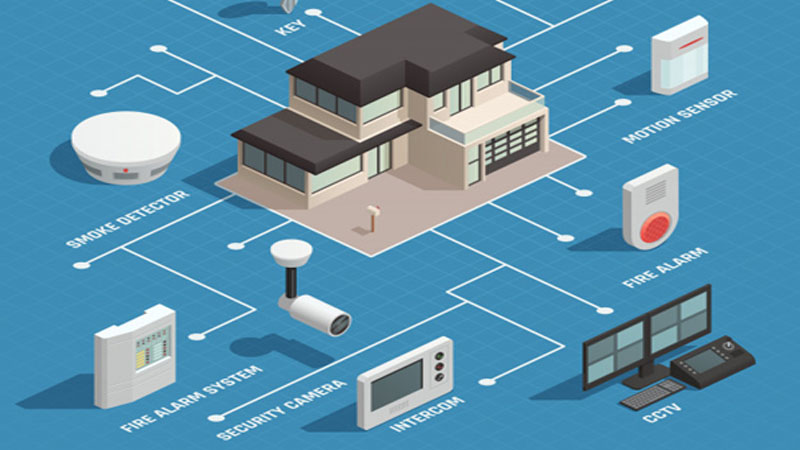 KEY
MOTION SENSOR
SMOKE DETECTOR
FIRE ALARM
FIRE ALARM SYSTEM
SECURITY CAMERA
INTERCOM
CCTV